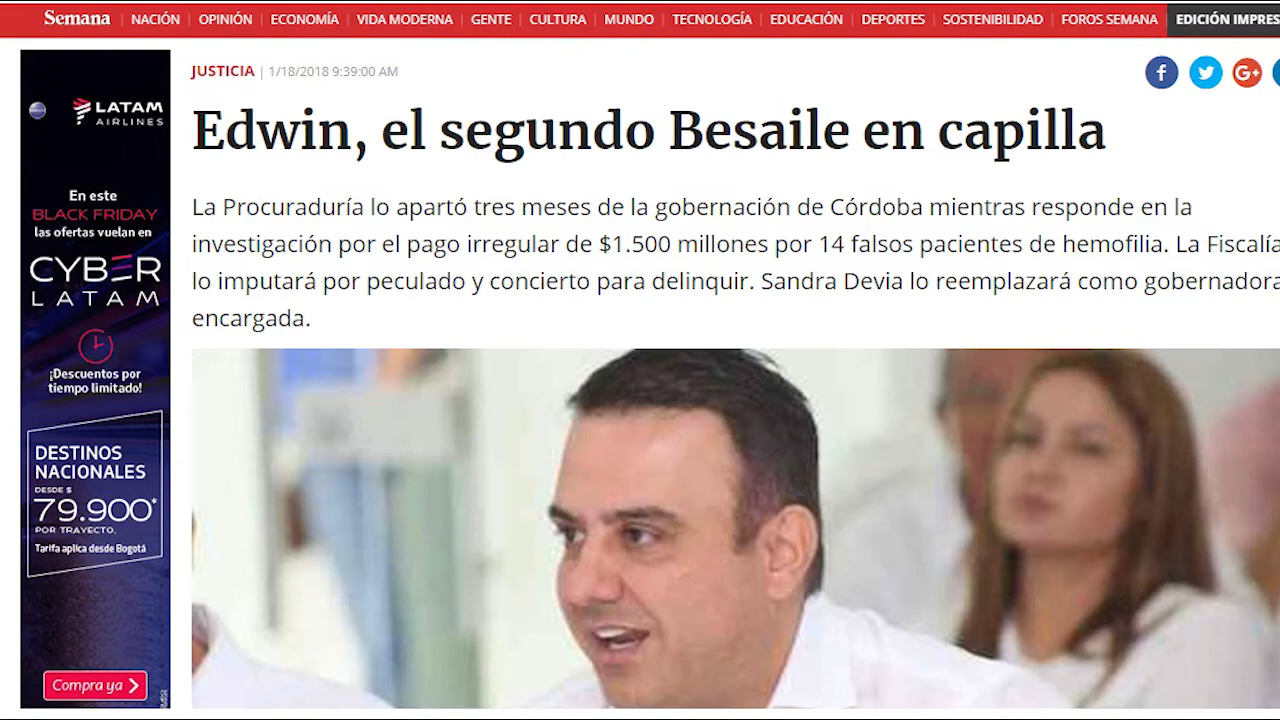 Semana | NACIÓN | OPINIÓN | ECONOMÍA | VIDA MODERNA | GENTE | CULTURA | MUNDO | TECNOLOGÍA | EDUCACIÓN | DEPORTES | SOSTENIBILIDAD | FOROS SEMANA EDICIÓN IMPRES
JUSTICIA | 1/18/2018 9:39:00 AM
Edwin, el segundo Besaile en capilla
La Procuraduría lo apartó tres meses de la gobernación de Córdoba mientras responde en la
investigación por el pago irregular de $1.500 millones por 14 falsos pacientes de hemofilia. La Fiscalía
lo imputará por peculado y concierto para delinquir. Sandra Devia lo reemplazará como gobernadora
encargada.
LATAM
AIRLINES
En este
BLACK FRIDAY
las ofertas vuelan en
CYBER
LATAM
¡Descuentos por
tiempo limitado!
DESTINOS
NACIONALES
DESDE $
79.900*
POR TRAYECTO.
Tarifa aplica desde Bogotá
Compra ya